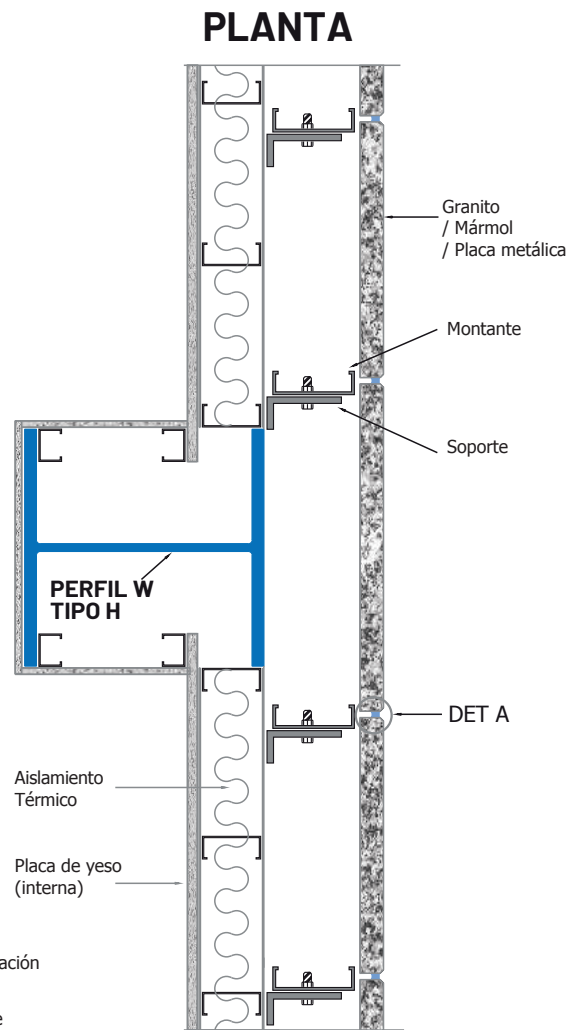 PLANTA
Granito
/ Mármol
/ Placa metálica
Montante
Soporte
PERFIL W
TIPO H
DET A
Aislamiento
Térmico
Placa de yeso
(interna)